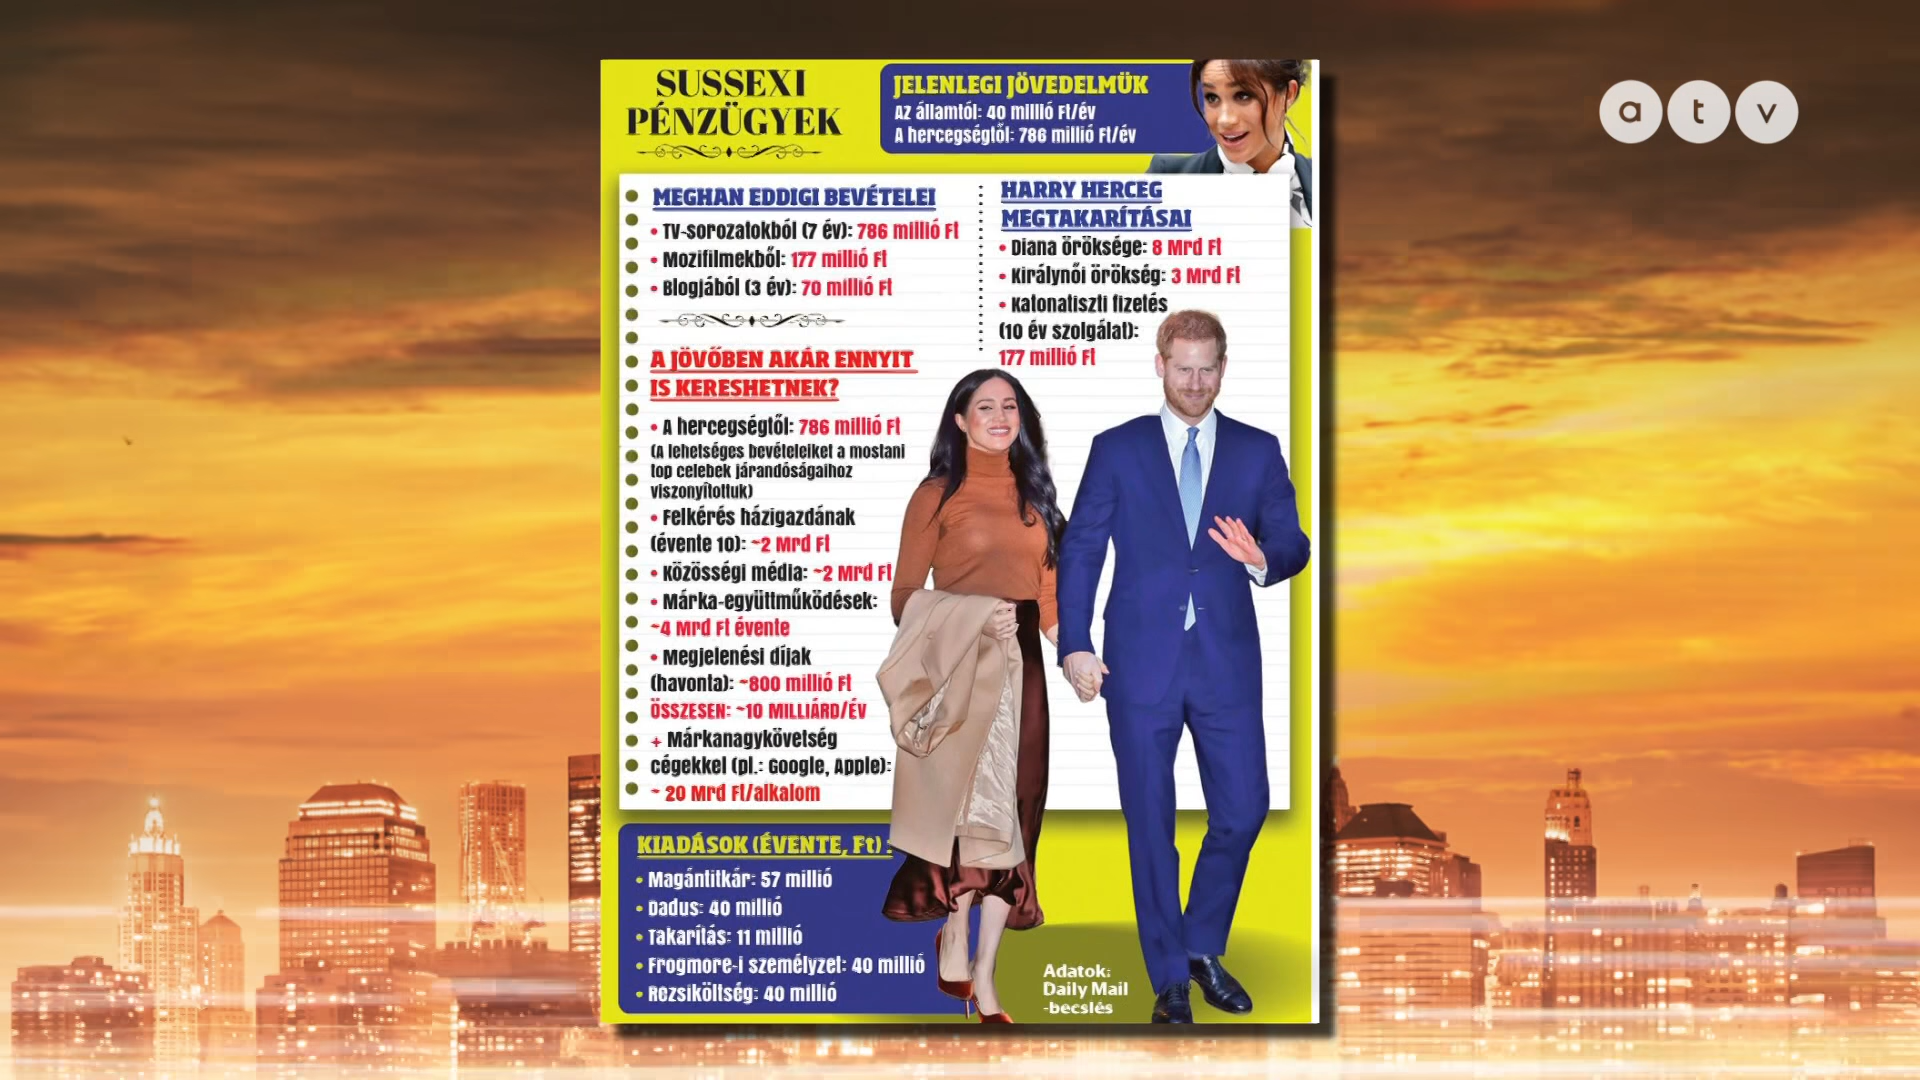 SUSSEXI
PÉNZÜGYEK
JELENLEGI JÖVEDELMÜK
Az államtól: 40 millió Ft/év
A hercegségtől: 786 millió Ft/év
a t v
MEGHAN EDDIGI BEVÉTELEI
• TV-sorozatokból (7 év): 786 millió Ft
• Mozifilmekből: 177 millió Ft
• Blogjából (3 év): 70 millió Ft
HARRY HERCEG
MEGTAKARÍTÁSAI
• Diana öröksége: 8 Mrd Ft
• Királynői örökség: 3 Mrd Ft
• Katonatiszti fizetés
(10 év szolgálat):
177 millió Ft
A JÖVŐBEN AKÁR ENNYIT
IS KERESHETNEK?
• A hercegségtől: 786 millió Ft
(A lehetséges bevételeiket a mostani
top celebek járandóságaihoz
viszonyítottuk)
• Felkérés házigazdának
(évente 10): ~2 Mrd Ft
• Közösségi média: ~2 Mrd Ft
• Márka-együttműködések:
~4 Mrd Ft évente
• Megjelenési díjak
(havonta): ~800 millió Ft
ÖSSZESEN: ~10 MILLIÁRD/ÉV
+ Márkanagykövetség
cégekkel (pl.: Google, Apple):
~ 20 Mrd Ft/alkalom
KIADÁSOK (ÉVENTE, Ft) :
• Magántitkár: 57 millió
• Dadus: 40 millió
• Takarítás: 11 millió
• Frogmore-i személyzet: 40 millió
• Rezsiköltség: 40 millió
Adatok:
Daily Mail
-becslés